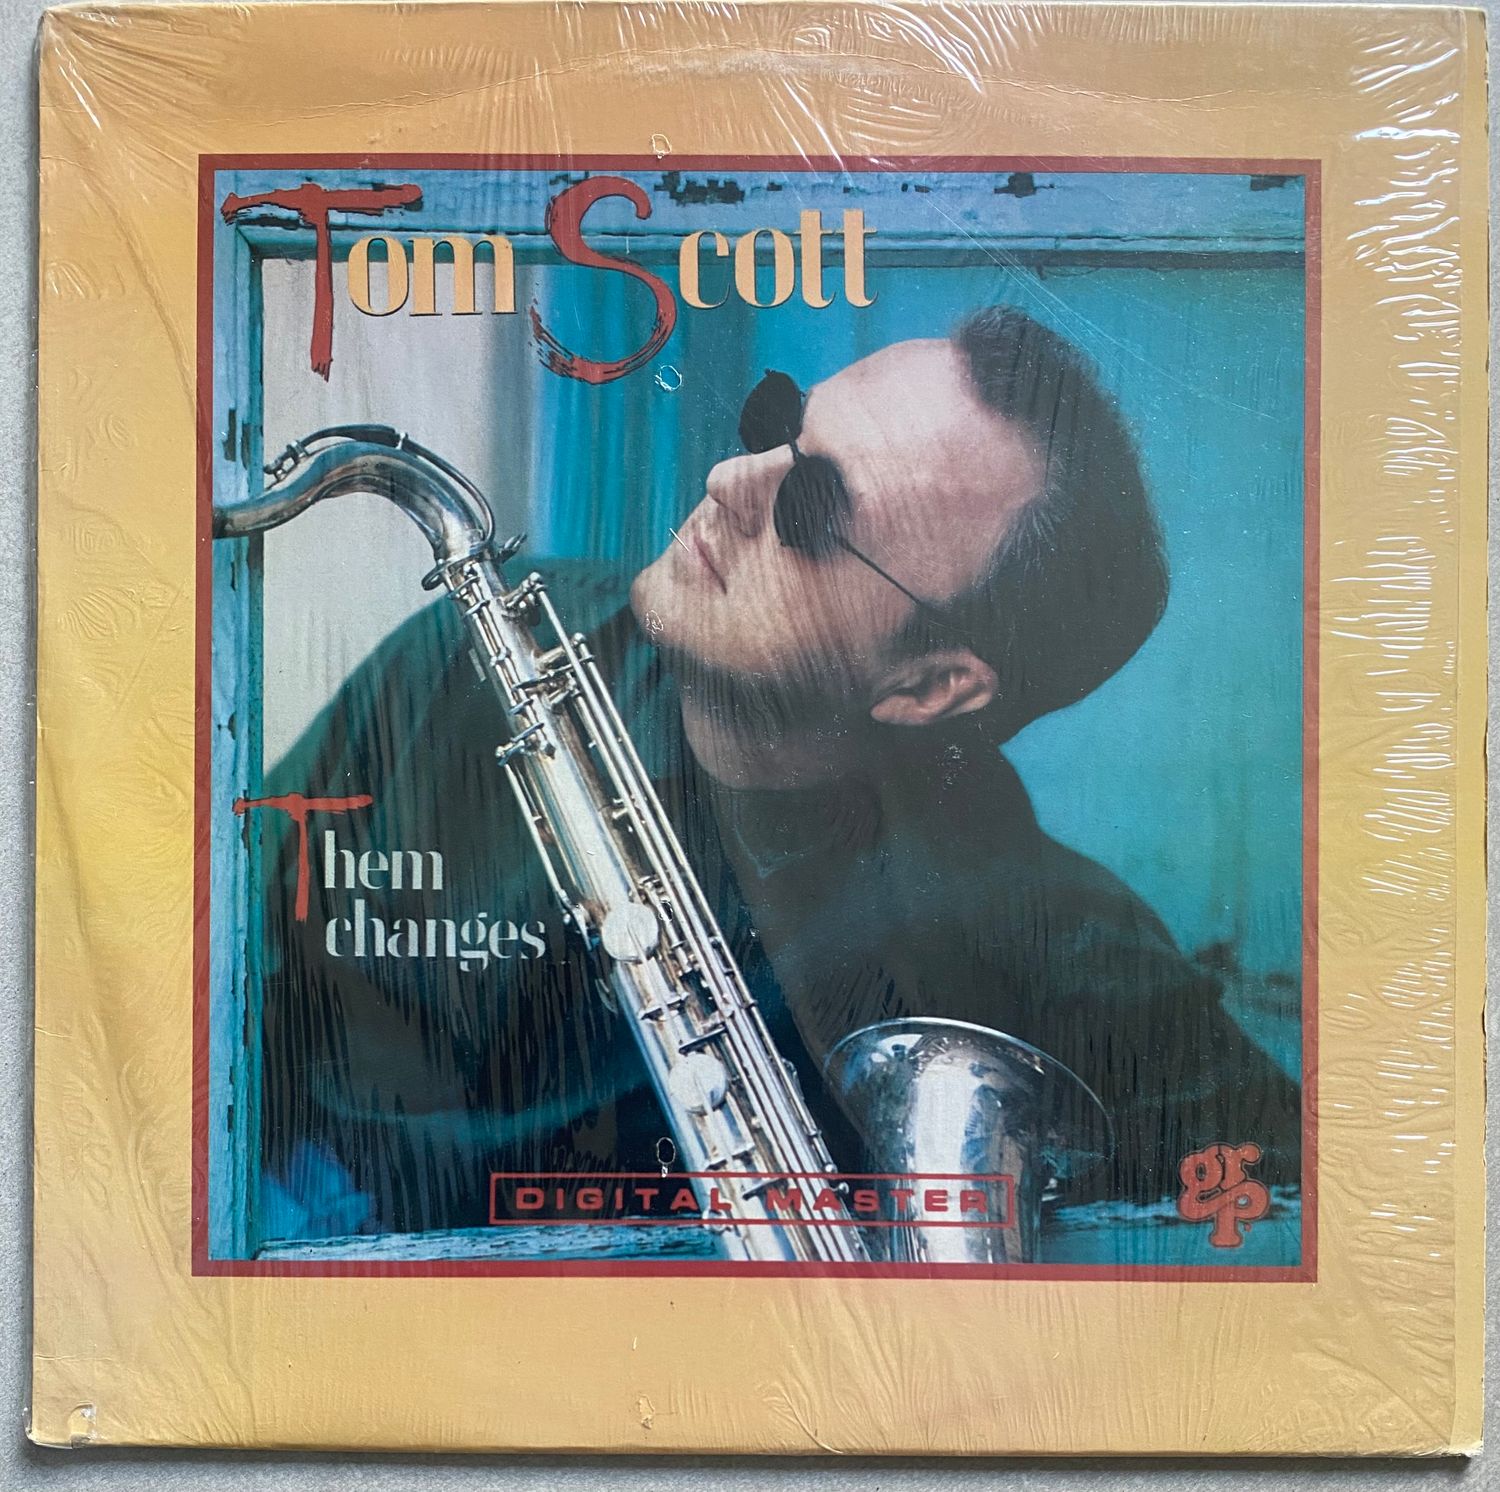 Tom Scott
Them
changes
DIGITAL MASTER
grp